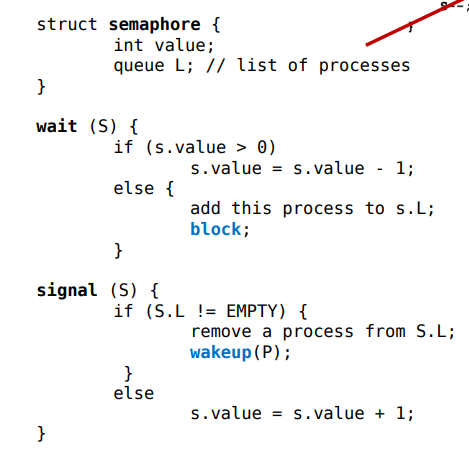 s--;
struct semaphore {
int value;
queue L; // list of processes
}
wait (S) {
if (s.value > 0)
s.value = s.value - 1;
else {
add this process to s.L;
block;
}
signal (S) {
if (S.L != EMPTY) {
remove a process from S.L;
wakeup(P);
}
else
s.value = s.value + 1;
}